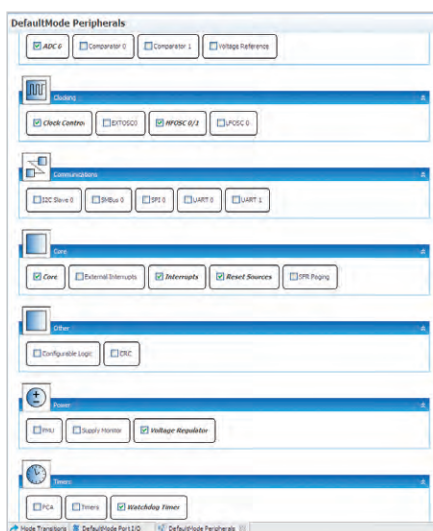 DefaultMode Peripherals
ADC 0 Comparator 0 Comparator 1 Voltage Reference
Clocking
Clock Control EXTOSC0 HFOSC 0/1 LFOSC 0
Communications
I2C Slave 0 SMBus 0 SPI 0 UART 0 UART 1
Core
Core External Interrupts Interrupts Reset Sources SFR Paging
Other
Configurable Logic CRC
Power
PMU Supply Monitor Voltage Regulator
Timers
PCA Timers Watchdog Timer
Mode Transitions DefaultMode Port I/O DefaultMode Peripherals